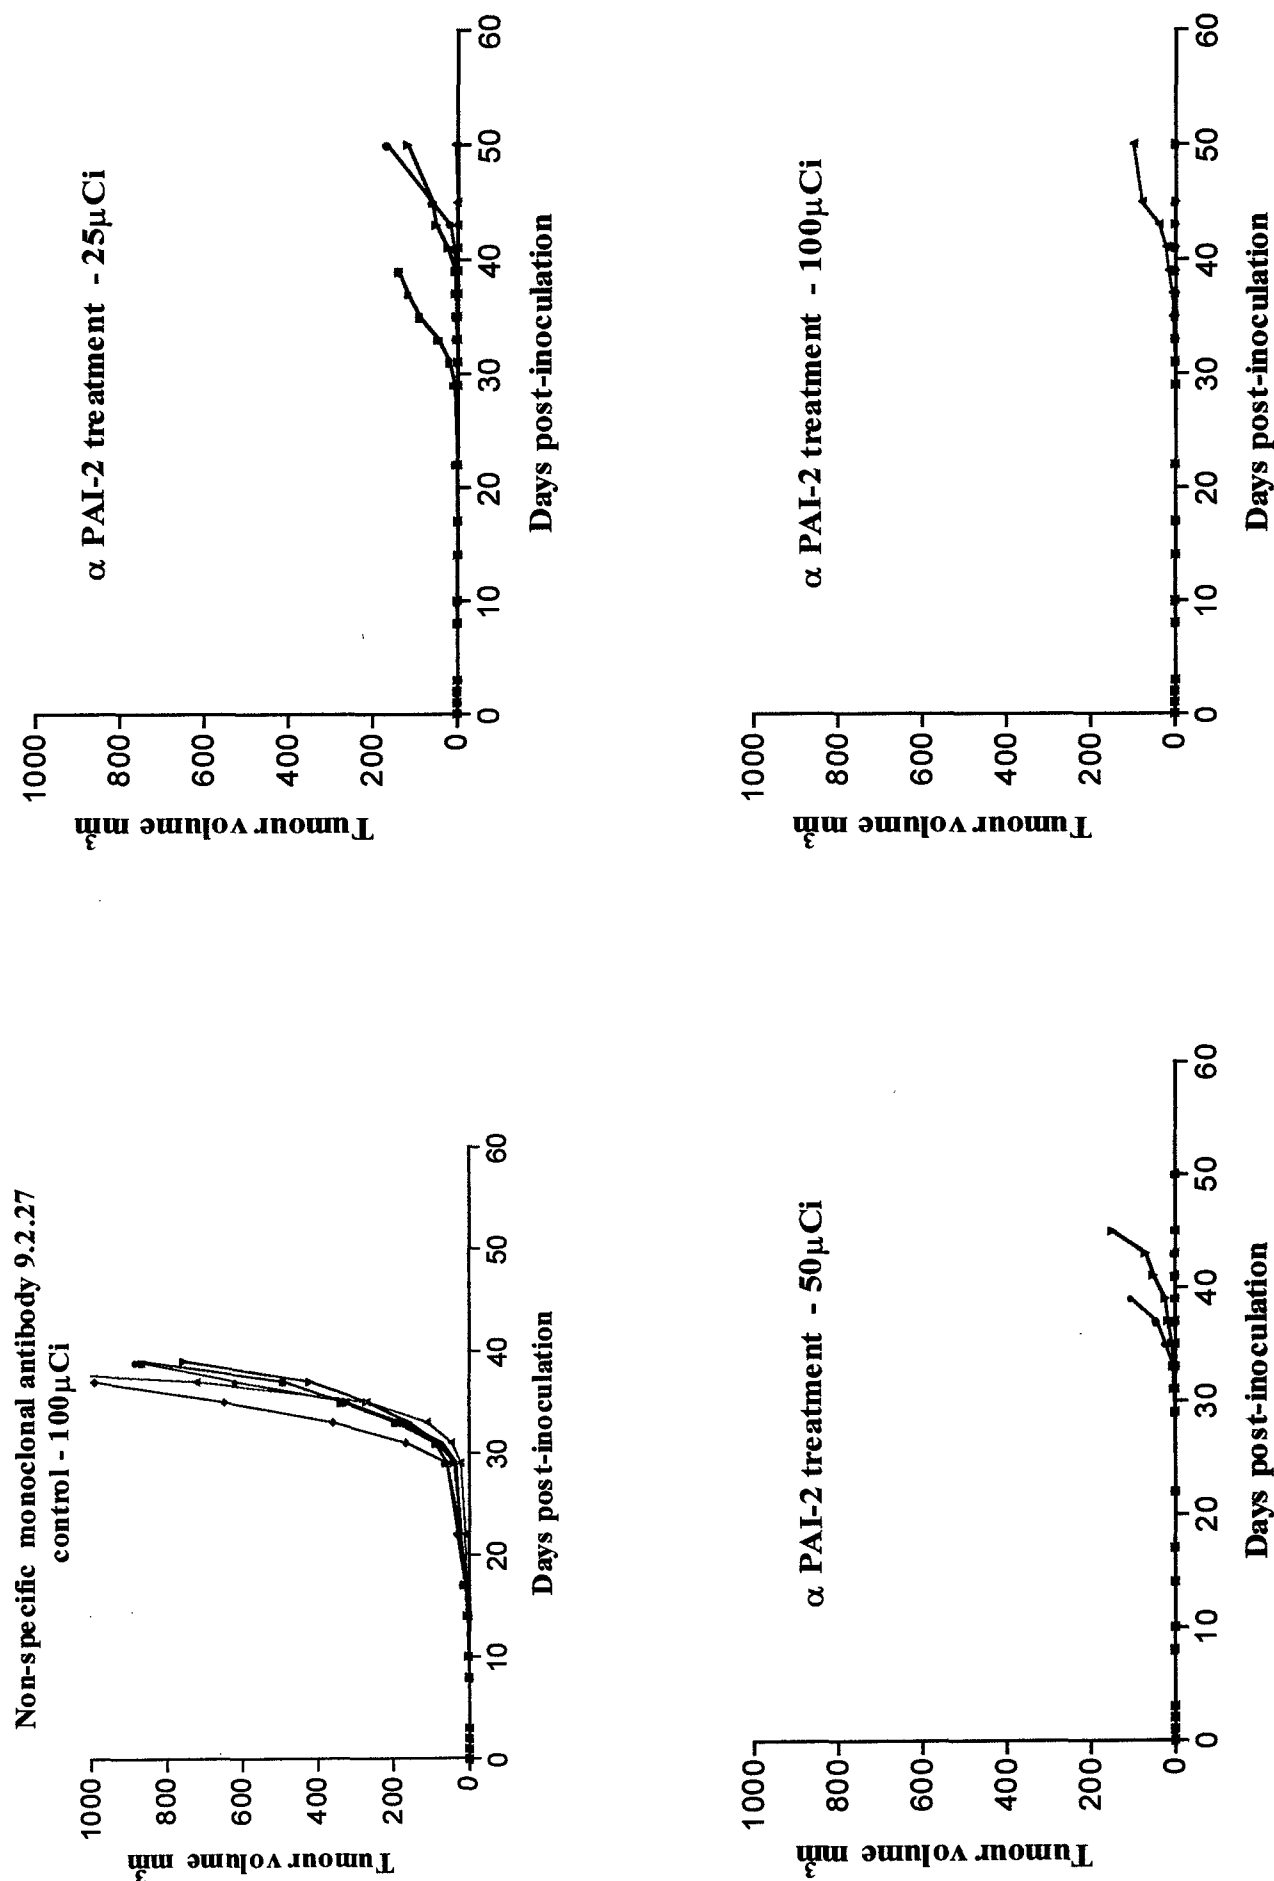 Non-specific monoclonal antibody 9.2.27
control - 100µCi
1000
800
600
400
200
0
Tumour volume mm3
0 10 20 30 40 50 60
Days post-inoculation
α PAI-2 treatment - 25µCi
1000
800
600
400
200
0
Tumour volume mm3
0 10 20 30 40 50 60
Days post-inoculation
α PAI-2 treatment - 50µCi
1000
800
600
400
200
0
Tumour volume mm3
0 10 20 30 40 50 60
Days post-inoculation
α PAI-2 treatment - 100µCi
1000
800
600
400
200
0
Tumour volume mm3
0 10 20 30 40 50 60
Days post-inoculation